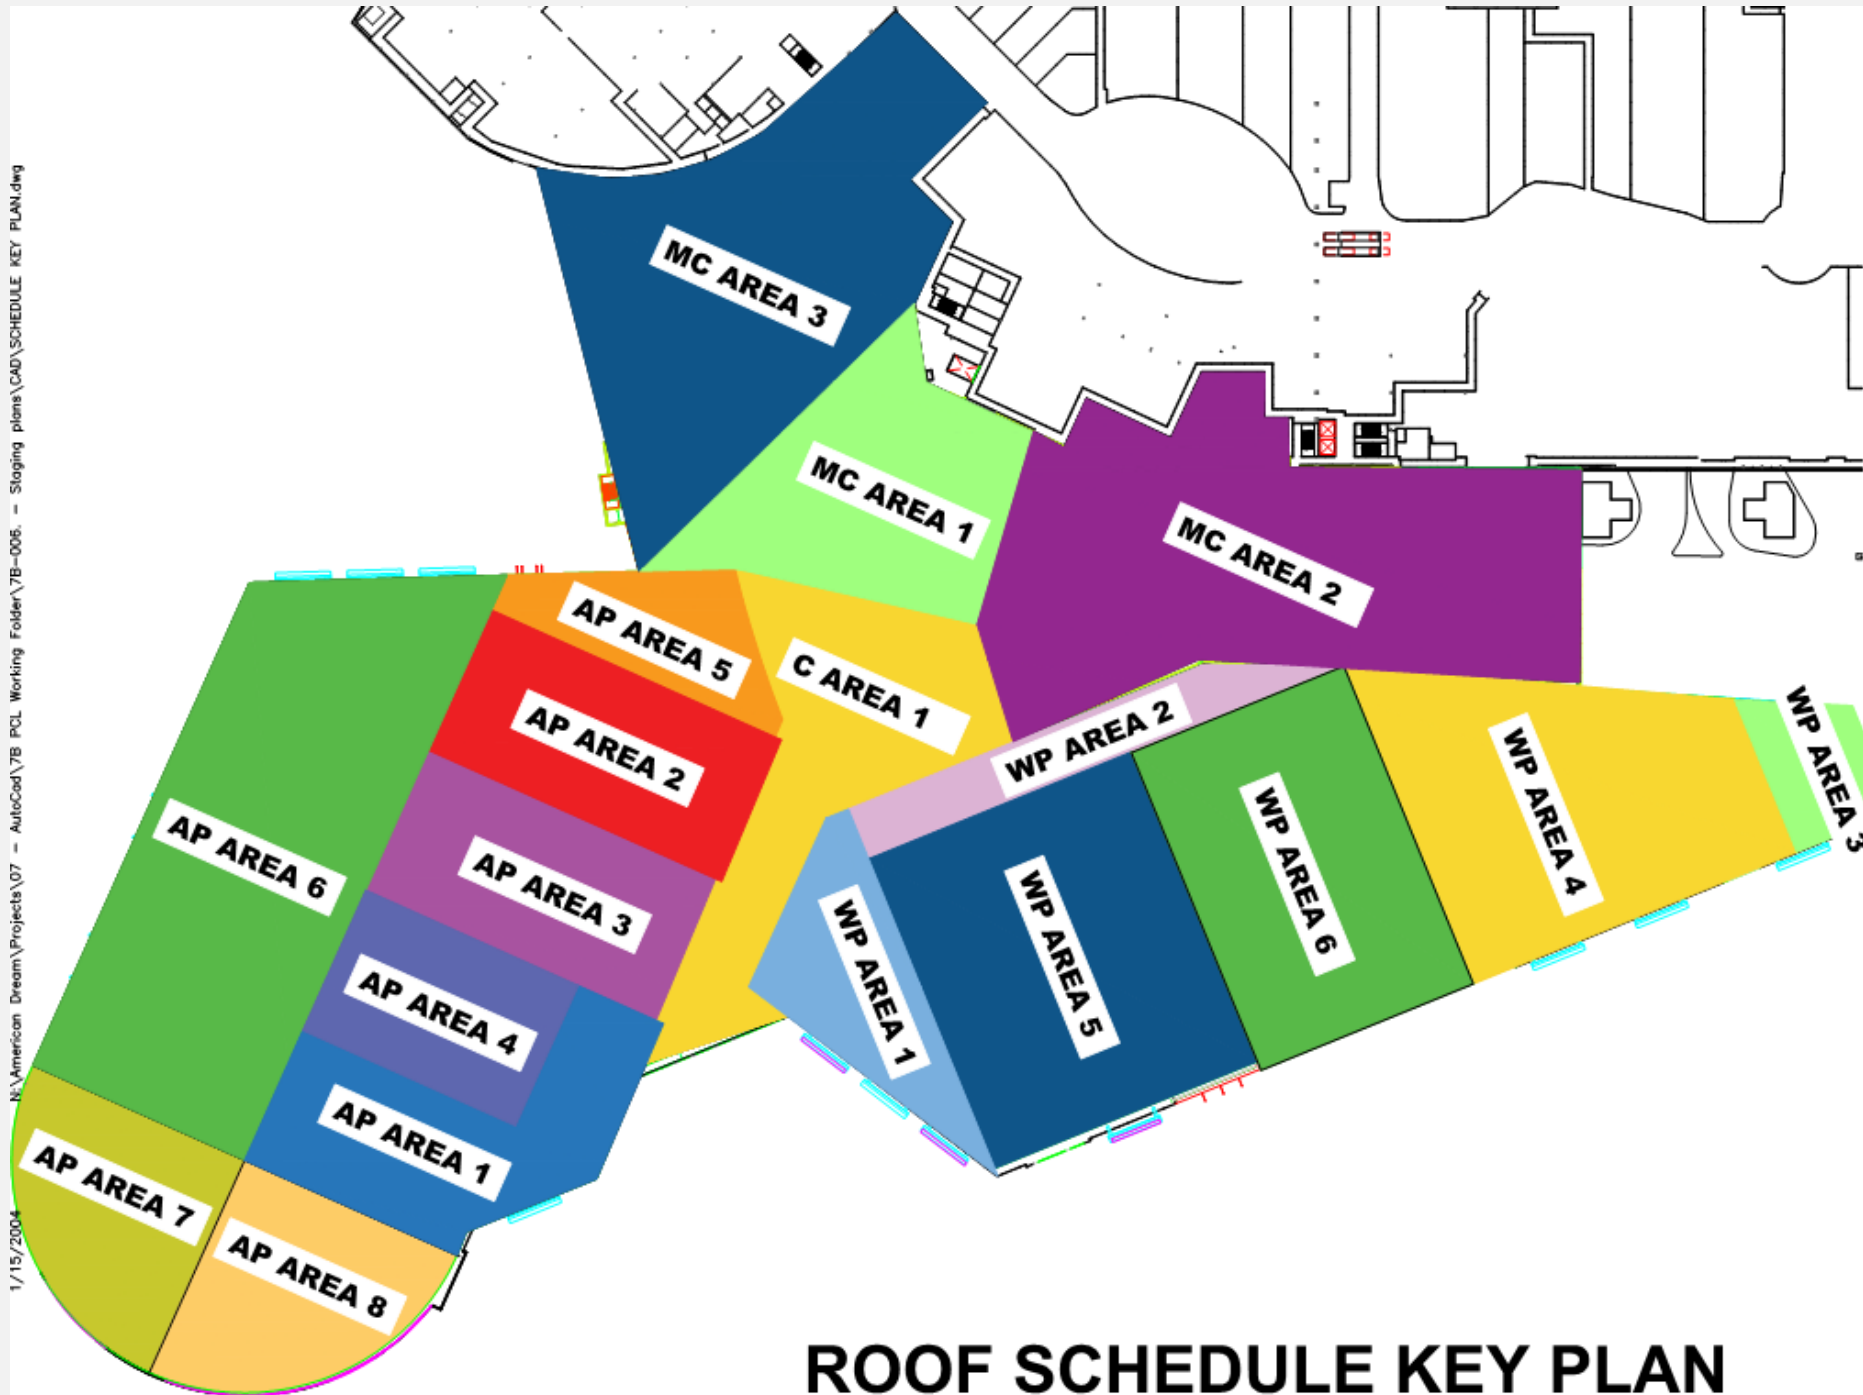 MC AREA 3
MC AREA 1
MC AREA 2
AP AREA 5
C AREA 1
AP AREA 2
WP AREA 2
WP AREA 3
WP AREA 4
AP AREA 6
AP AREA 3
WP AREA 6
WP AREA 5
WP AREA 1
AP AREA 4
AP AREA 1
AP AREA 7
AP AREA 8
ROOF SCHEDULE KEY PLAN
1/15/2004 N:\American Dream\Projects\07 - AutoCad\7B PCL Working Folder\7B-006. - Staging plans\CAD\SCHEDULE KEY PLAN.dwg